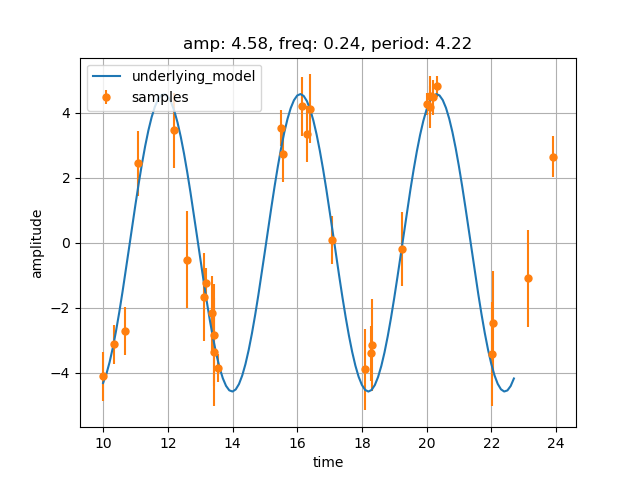 amp: 4.58, freq: 0.24, period: 4.22
underlying_model
samples
amplitude
4
2
0
−2
−4
10 12 14 16 18 20 22 24
time